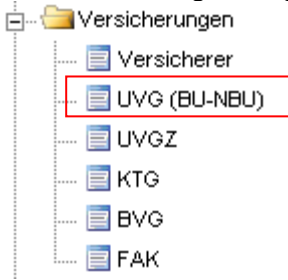 Versicherungen
Versicherer
UVG (BU-NBU)
UVGZ
KTG
BVG
FAK